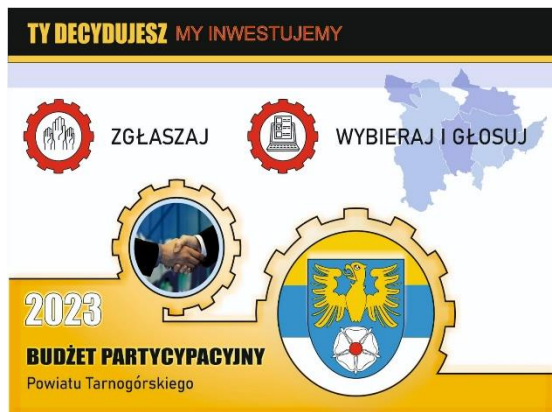 TY DECYDUJESZ MY INWESTUJEMY
ZGŁASZAJ
WYBIERAJ I GŁOSUJ
2023
BUDŻET PARTYCYPACYJNY
Powiatu Tarnogórskiego